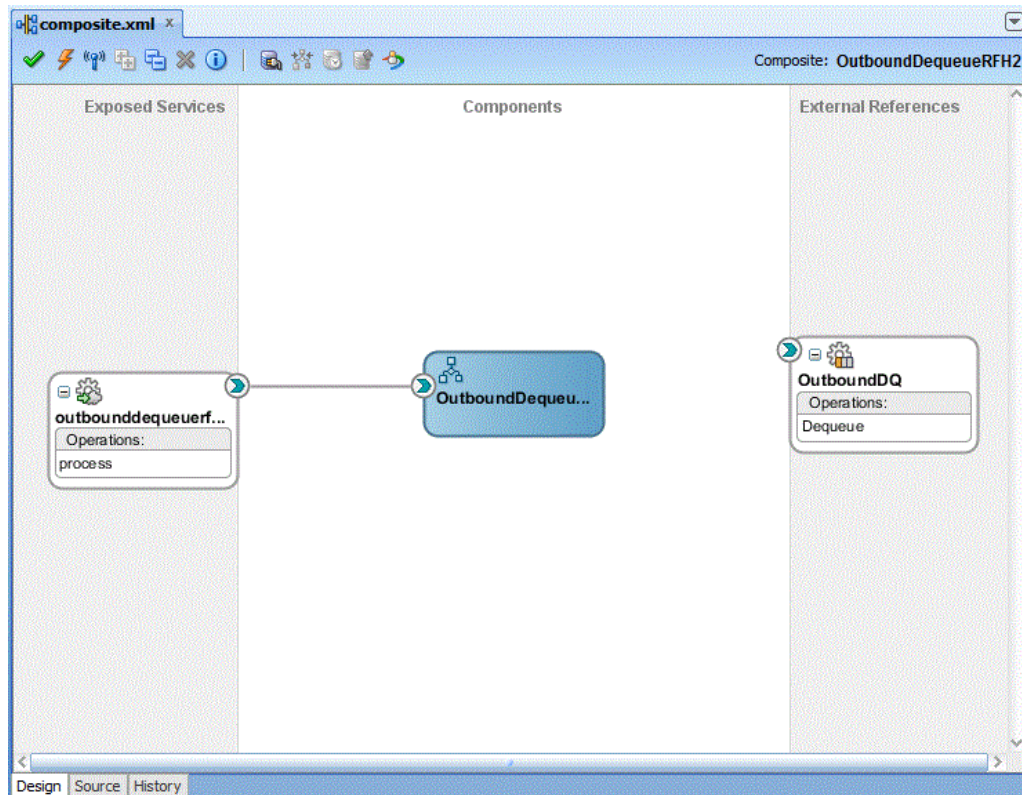 composite.xml
Composite: OutboundDequeueRFH2
Exposed Services
Components
External References
outbounddequeuerf...
Operations:
process
OutboundDequeu...
OutboundDQ
Operations:
Dequeue
Design Source History